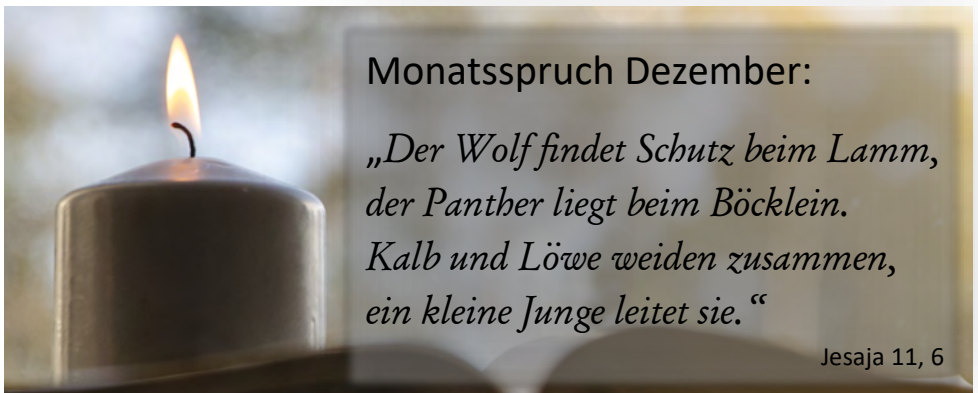 Monatsspruch Dezember:
„Der Wolf findet Schutz beim Lamm,
der Panther liegt beim Böcklein.
Kalb und Löwe weiden zusammen,
ein kleine Junge leitet sie.“
Jesaja 11, 6